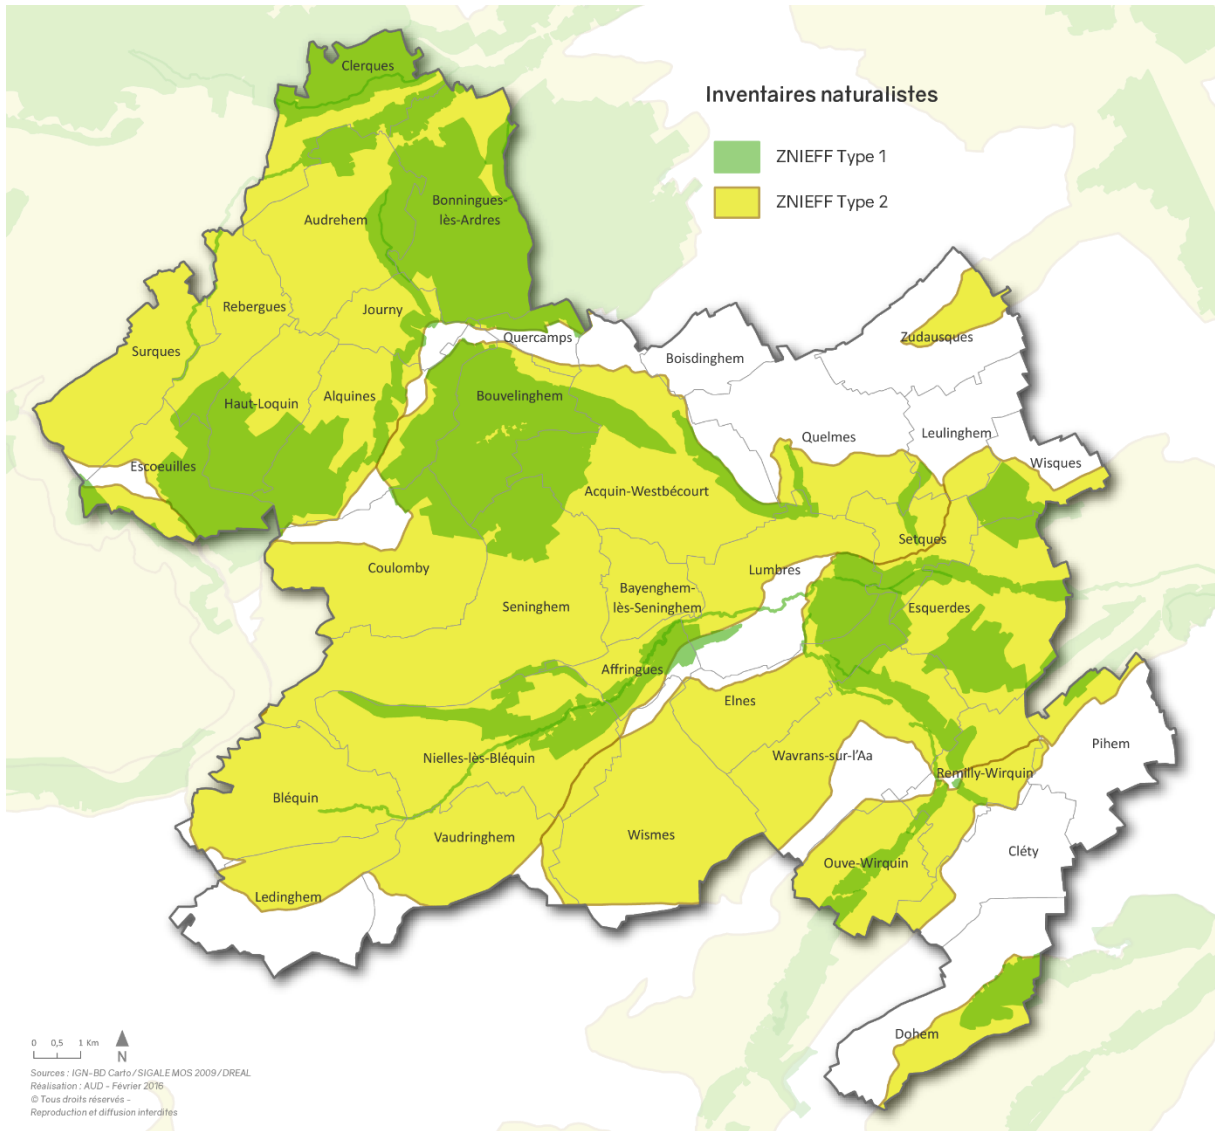 Clerques
Inventaires naturalistes
ZNIEFF Type 1
ZNIEFF Type 2
Bonningues-
lès-Ardres
Audrehem
Rebergues
Journy
Quercamps
Zudausques
Surques
Boisdinghem
Haut-Loquin
Alquines
Bouvelinghem
Quelmes
Leulinghem
Escoeuilles
Wisques
Acquin-Westbécourt
Setques
Coulomby
Lumbres
Bayenghem-
lès-Seninghem
Seninghem
Esquerdes
Affringues
Elnes
Pihem
Nielles-lès-Bléquin
Wavrans-sur-l'Aa
Remilly-Wirquin
Bléquin
Vaudringhem
Wismes
Cléty
Ouve-Wirquin
Ledinghem
Dohem
0 0,5 1 Km
N
Sources : IGN-BD Carto / SIGALE MOS 2009 / DREAL
Réalisation : AUD - Février 2016
© Tous droits réservés -
Reproduction et diffusion interdites